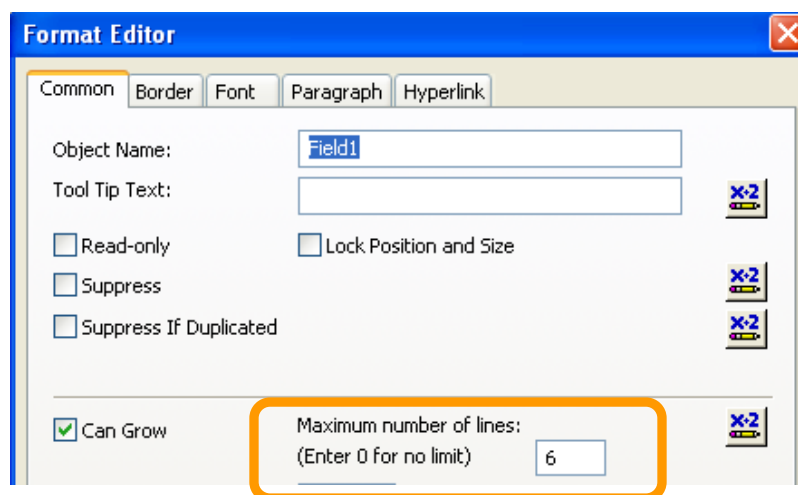 Format Editor
Common Border Font Paragraph Hyperlink
Object Name: Field1
Tool Tip Text:
X+2
Read-only Lock Position and Size
Suppress
X+2
Suppress If Duplicated
X+2
Can Grow Maximum number of lines:
X+2
(Enter 0 for no limit) 6